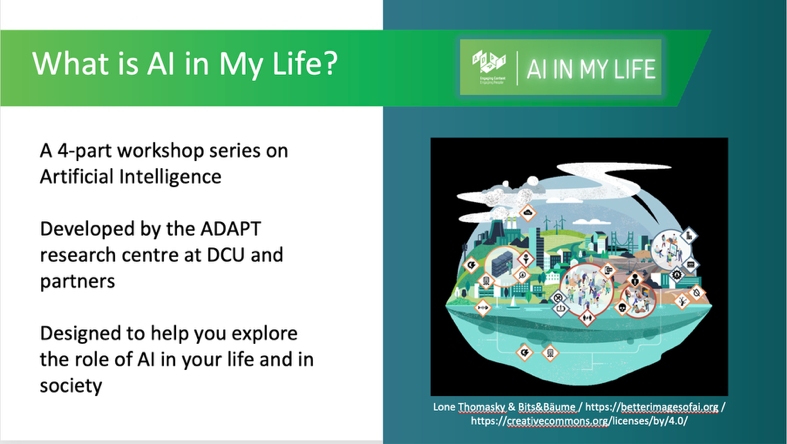 What is AI in My Life?
AI IN MY LIFE
A 4-part workshop series on
Artificial Intelligence
Developed by the ADAPT
research centre at DCU and
partners
Designed to help you explore
the role of AI in your life and in
society
Lone Thomasky & Bits&Bäume / https://betterimagesofai.org /
https://creativecommons.org/licenses/by/4.0/